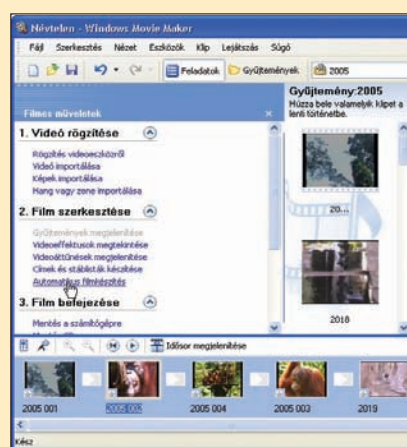 Névtelen - Windows Movie Maker
Fájl Szerkesztés Nézet Eszközök Klip Lejátszás Súgó
Feladatok Gyűjtemények 2005
Filmes műveletek
1. Videó rögzítése
Rögzítés videoeszközről
Videó importálása
Képek importálása
Hang vagy zene importálása
2. Film szerkesztése
Gyűjtemények megjelenítése
Videoeffektusok megtekintése
Videoáttűnések megjelenítése
Címek és stáblisták készítése
Automatikus filmkészítés
3. Film befejezése
Mentés a számítógépre
Gyűjtemény: 2005
Húzza bele valamelyik klipet a
lenti történetbe.
20...
2018
Idősor megjelenítése
2005 001
2005 004
2005 003
2019
Kész